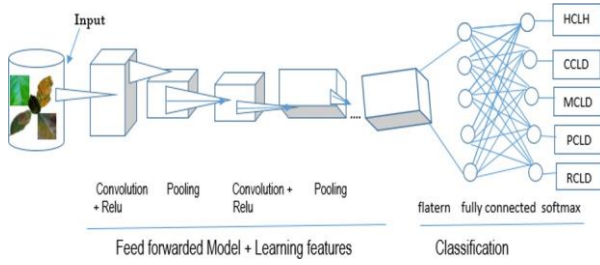 Input
HCLH
CCLD
MCLD
PCLD
RCLD
....
Convolution + Relu
Pooling
Convolution + Relu
Pooling
flatern fully connected softmax
Feed forwarded Model + Learning features
Classification